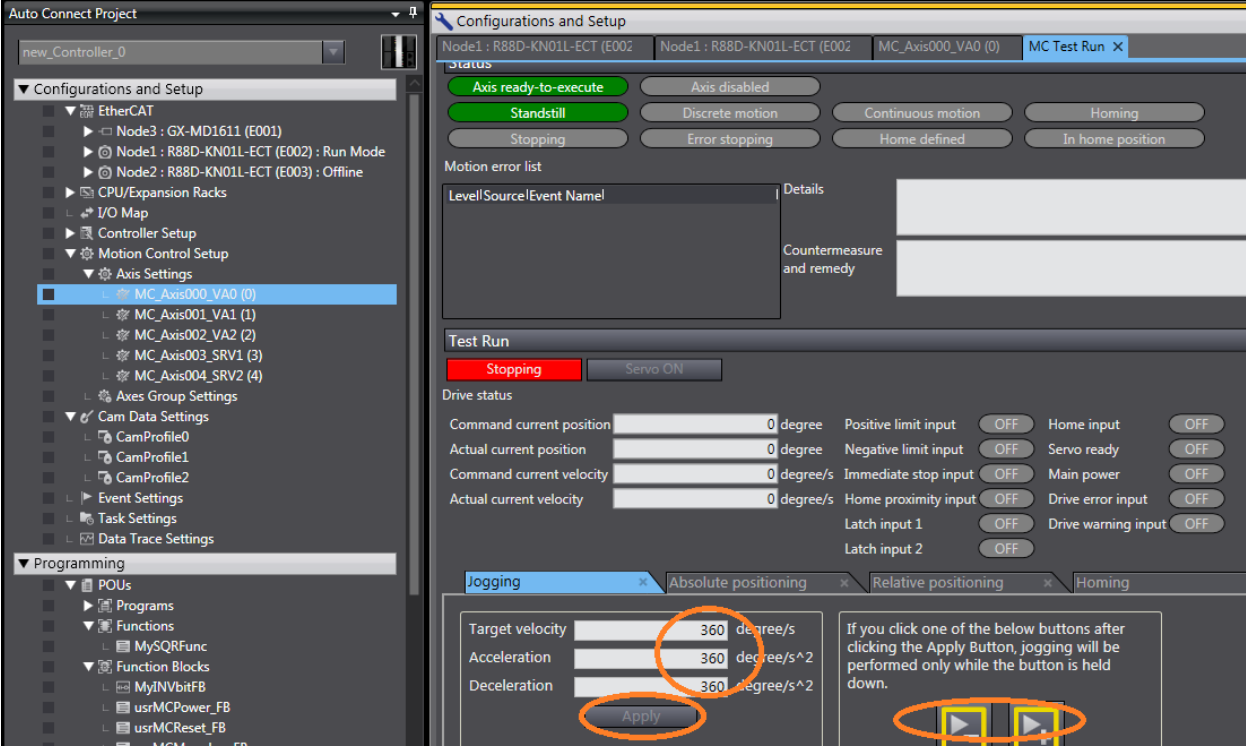 Auto Connect Project
new_Controller_0
Configurations and Setup
EtherCAT
Node3 : GX-MD1611 (E001)
Node1 : R88D-KN01L-ECT (E002) : Run Mode
Node2 : R88D-KN01L-ECT (E003) : Offline
CPU/Expansion Racks
I/O Map
Controller Setup
Motion Control Setup
Axis Settings
MC_Axis000_VA0 (0)
MC_Axis001_VA1 (1)
MC_Axis002_VA2 (2)
MC_Axis003_SRV1 (3)
MC_Axis004_SRV2 (4)
Axes Group Settings
Cam Data Settings
CamProfile0
CamProfile1
CamProfile2
Event Settings
Task Settings
Data Trace Settings
Programming
POUs
Programs
Functions
MySQRFunc
Function Blocks
MyINVbitFB
usrMCPower_FB
usrMCReset_FB
Configurations and Setup
Node1 : R88D-KN01L-ECT (E002
Node1 : R88D-KN01L-ECT (E002
MC_Axis000_VA0 (0)
MC Test Run
Status
Axis ready-to-execute
Axis disabled
Standstill
Discrete motion
Continuous motion
Homing
Stopping
Error stopping
Home defined
In home position
Motion error list
Level|Source|Event Name|
Details
Countermeasure
and remedy
Test Run
Stopping
Servo ON
Drive status
Command current position 0 degree
Positive limit input OFF
Home input OFF
Actual current position 0 degree
Negative limit input OFF
Servo ready OFF
Command current velocity 0 degree/s
Immediate stop input OFF
Main power OFF
Actual current velocity 0 degree/s
Home proximity input OFF
Drive error input OFF
Latch input 1 OFF
Drive warning input OFF
Latch input 2 OFF
Jogging
Absolute positioning
Relative positioning
Homing
Target velocity 360 degree/s
Acceleration 360 degree/s^2
Deceleration 360 degree/s^2
Apply
If you click one of the below buttons after
clicking the Apply Button, jogging will be
performed only while the button is held
down.